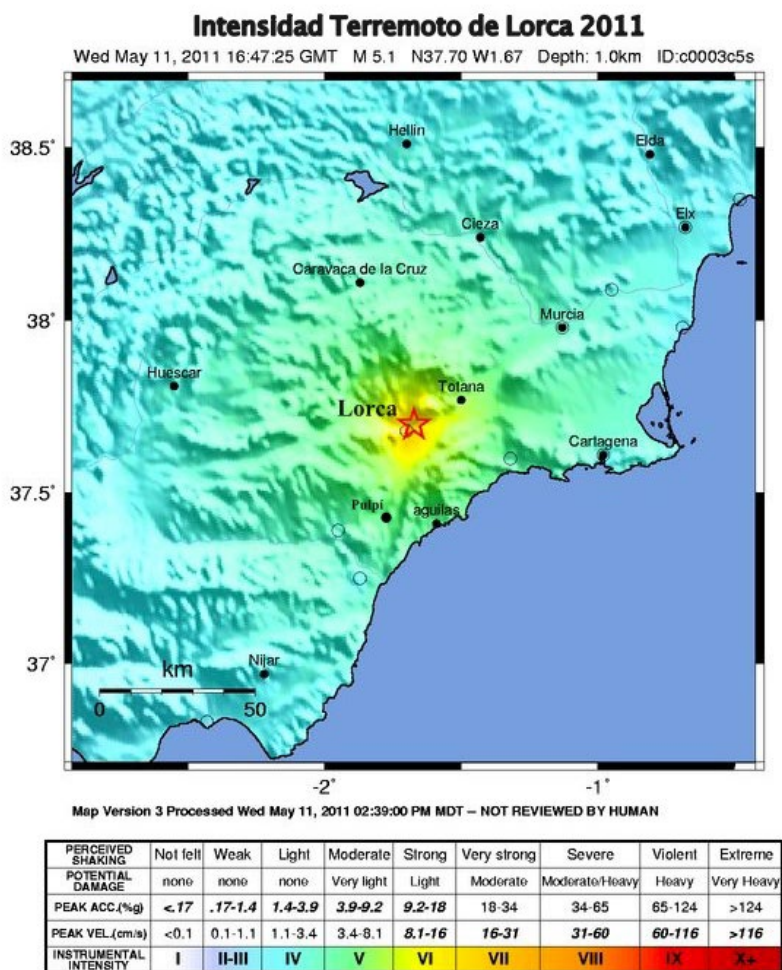 Intensidad Terremoto de Lorca 2011
Wed May 11, 2011 16:47:25 GMT M 5.1 N37.70 W1.67 Depth: 1.0km ID:c0003c5s
38.5°
38°
37.5°
37°
Hellin
Elda
Cieza
Elx
Caravaca de la Cruz
Murcia
Huescar
Totana
Lorca
Cartagena
Pulpí
aguilas
Nijar
km
0 50
-2° -1°
Map Version 3 Processed Wed May 11, 2011 02:39:00 PM MDT – NOT REVIEWED BY HUMAN
PERCEIVED SHAKING Not felt Weak Light Moderate Strong Very strong Severe Violent Extreme
POTENTIAL DAMAGE none none none Very light Light Moderate Moderate/Heavy Heavy Very Heavy
PEAK ACC.(%g) <.17 .17-1.4 1.4-3.9 3.9-9.2 9.2-18 18-34 34-65 65-124 >124
PEAK VEL.(cm/s) <0.1 0.1-1.1 1.1-3.4 3.4-8.1 8.1-16 16-31 31-60 60-116 >116
INSTRUMENTAL INTENSITY I II-III IV V VI VII VIII IX X+